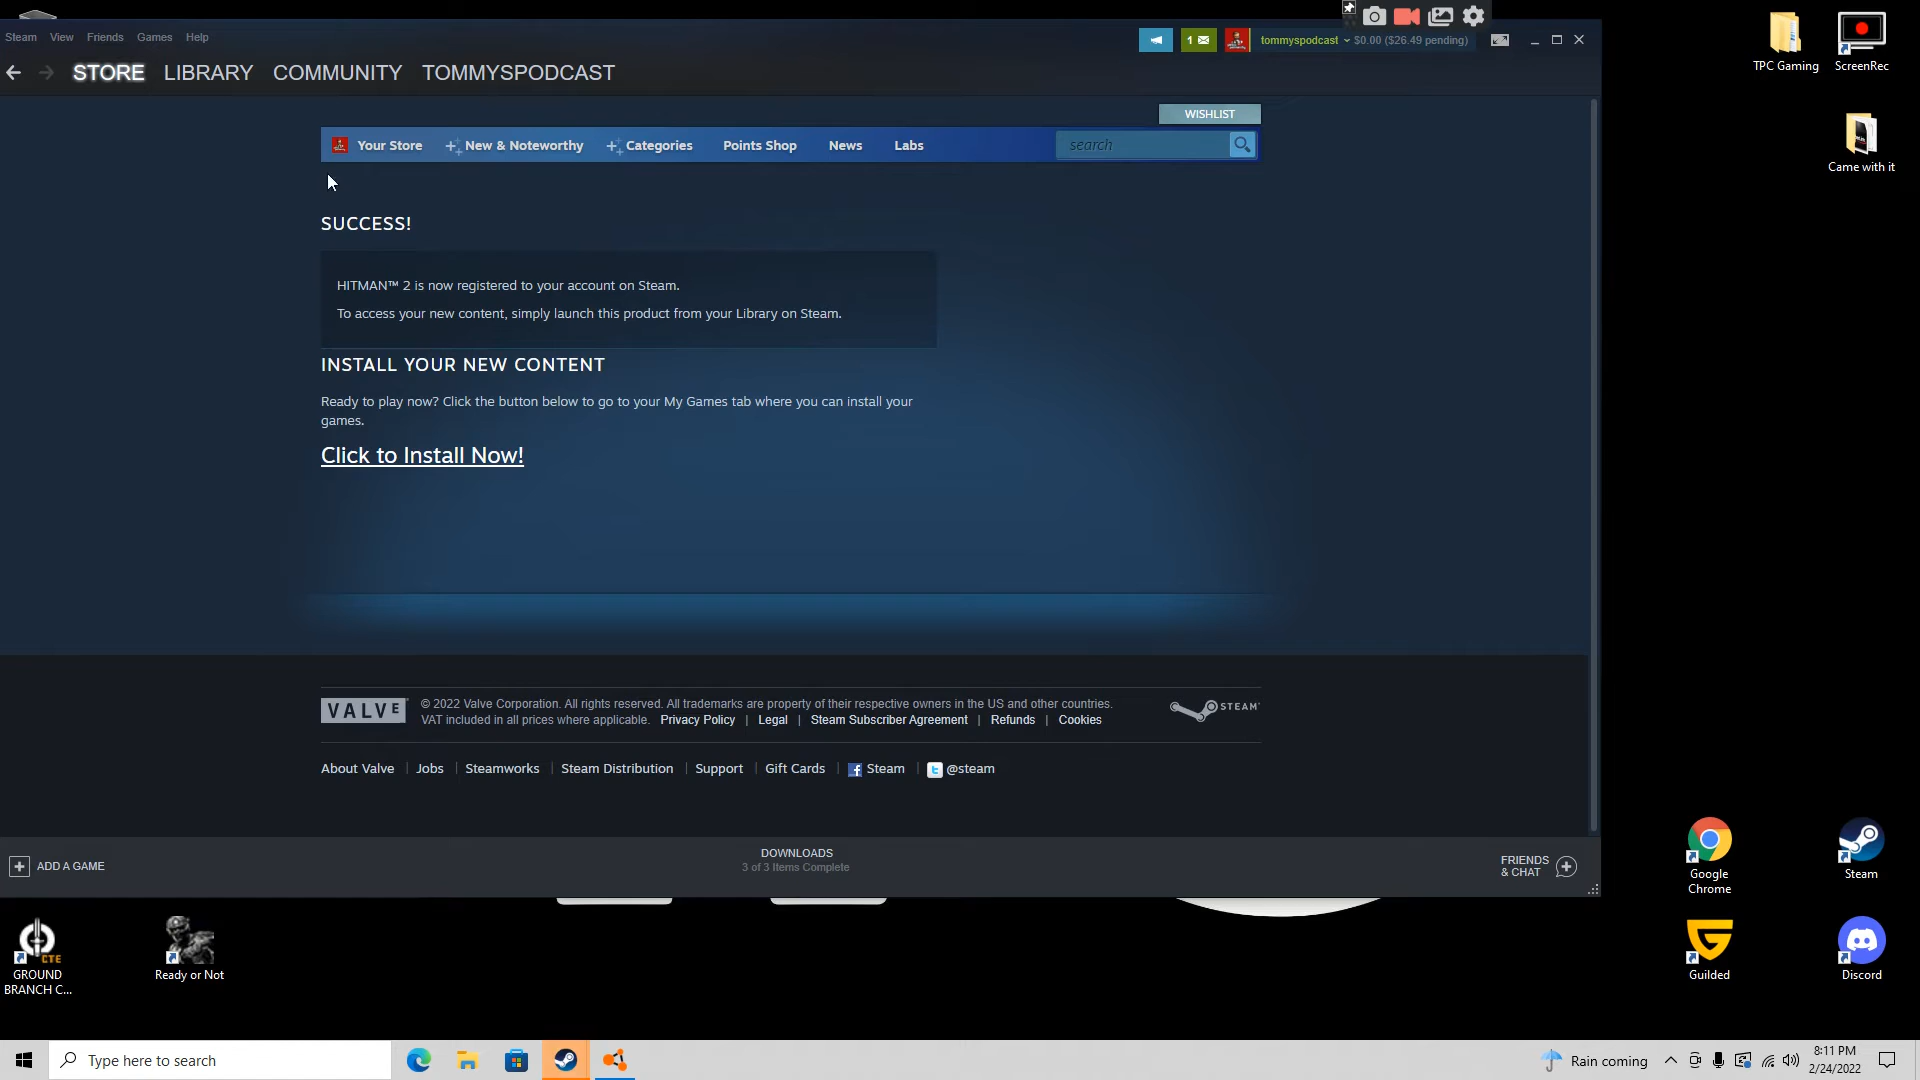 Steam View Friends Games Help
1 tommyspodcast $0.00 ($26.49 pending)
STORE LIBRARY COMMUNITY TOMMYSPODCAST
WISHLIST
Your Store New & Noteworthy Categories Points Shop News Labs search
SUCCESS!
HITMAN™ 2 is now registered to your account on Steam.
To access your new content, simply launch this product from your Library on Steam.
INSTALL YOUR NEW CONTENT
Ready to play now? Click the button below to go to your My Games tab where you can install your
games.
Click to Install Now!
VALVE
© 2022 Valve Corporation. All rights reserved. All trademarks are property of their respective owners in the US and other countries.
VAT included in all prices where applicable. Privacy Policy | Legal | Steam Subscriber Agreement | Refunds | Cookies
STEAM
About Valve | Jobs | Steamworks | Steam Distribution | Support | Gift Cards | Steam | @steam
ADD A GAME
DOWNLOADS
3 of 3 Items Complete
FRIENDS
& CHAT
TPC Gaming
ScreenRec
Came with it
Google
Chrome
Steam
Guilded
Discord
CTE
GROUND
BRANCH C...
Ready or Not
Type here to search
Rain coming
8:11 PM
2/24/2022